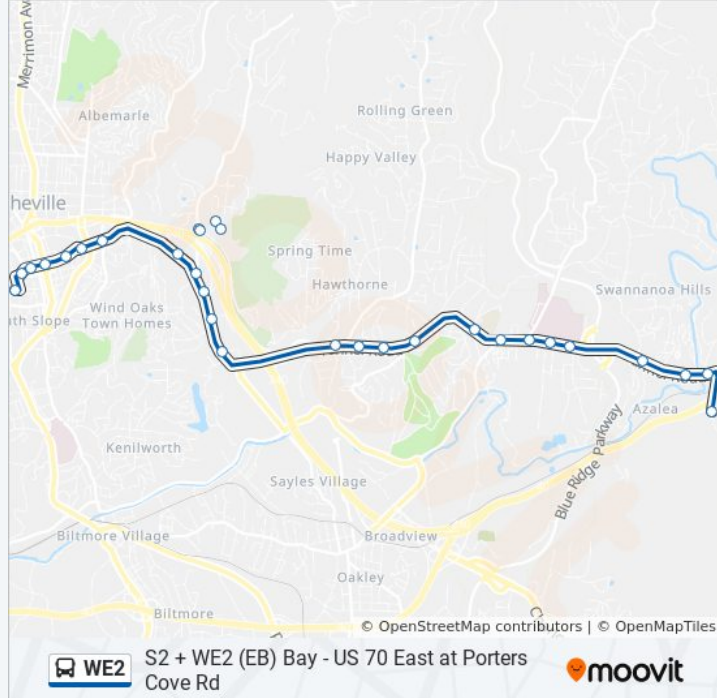 Merrimon Av
Albemarle
Rolling Green
Happy Valley
heville
Spring Time
Hawthorne
Swannanoa Hills
Wind Oaks
Town Homes
uth Slope
Azalea
Kenilworth
Blue Ridge Parkway
Sayles Village
Biltmore Village
Broadview
Oakley
Biltmore
© OpenStreetMap contributors | © OpenMapTiles
WE2
S2 + WE2 (EB) Bay - US 70 East at Porters
Cove Rd
moovit